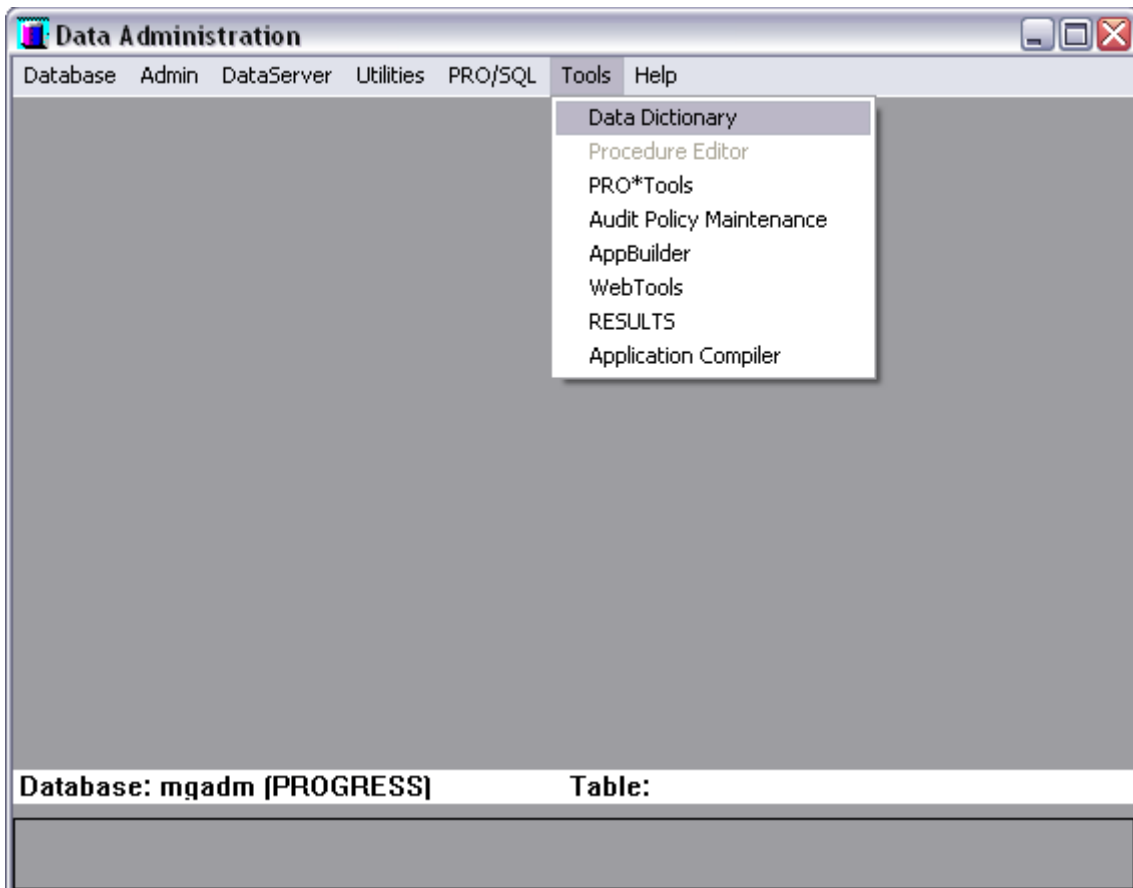 Data Administration
Database Admin DataServer Utilities PRO/SQL Tools Help
Data Dictionary
Procedure Editor
PRO*Tools
Audit Policy Maintenance
AppBuilder
WebTools
RESULTS
Application Compiler
Database: mgadm (PROGRESS) Table: